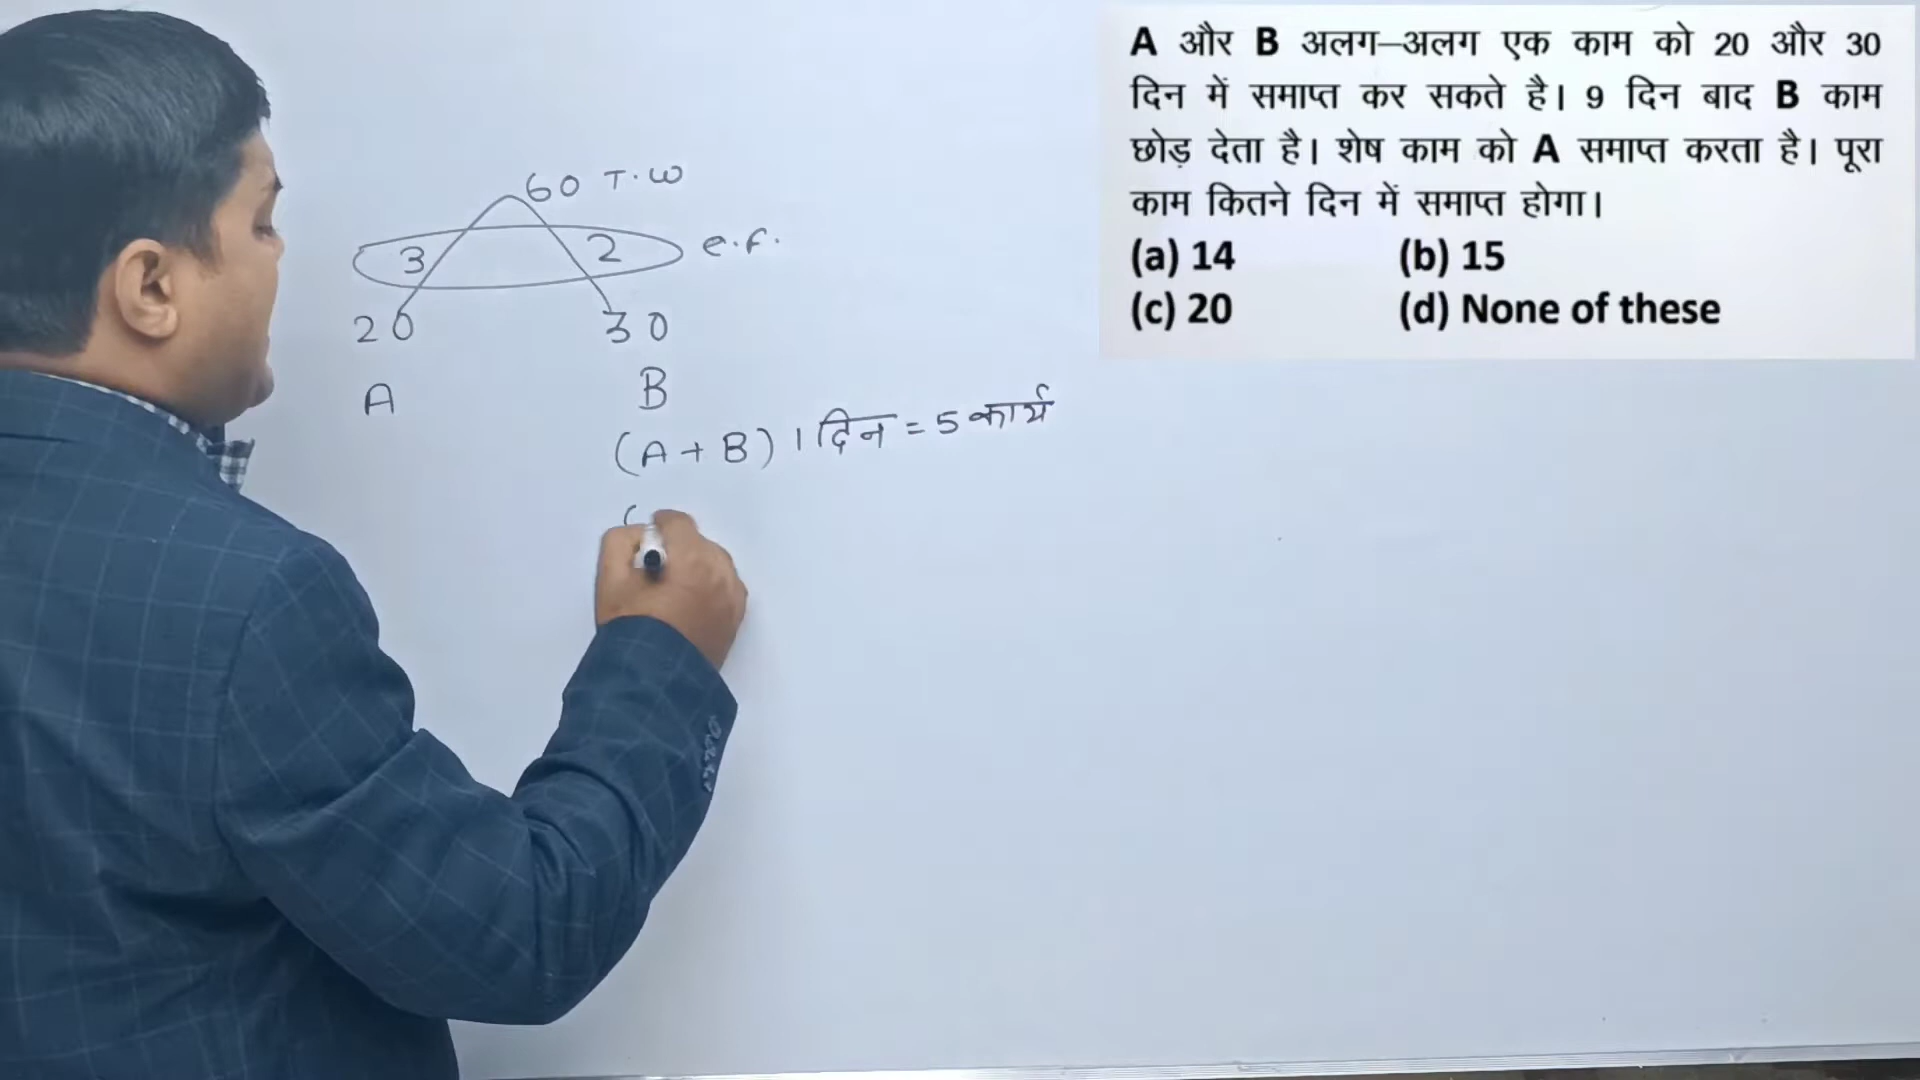 A और B अलग–अलग एक काम को 20 और 30
दिन में समाप्त कर सकते है। 9 दिन बाद B काम
छोड़ देता है। शेष काम को A समाप्त करता है। पूरा
काम कितने दिन में समाप्त होगा।
(a) 14 (b) 15
(c) 20 (d) None of these
60 T.W
3 2 e.f.
20 30
A B
(A + B) 1 दिन = 5 कार्य
(